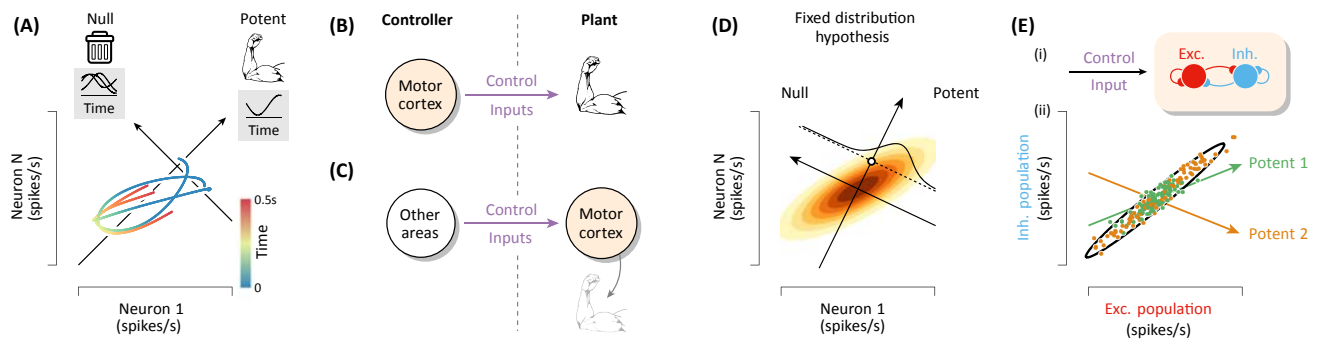 (A)
Null
Time
Potent
Time
Neuron N
(spikes/s)
0.5s
Time
0
Neuron 1
(spikes/s)
(B)
Controller
Plant
Motor
cortex
Control
Inputs
(C)
Other
areas
Control
Inputs
Motor
cortex
(D)
Fixed distribution
hypothesis
Null
Potent
Neuron N
(spikes/s)
Neuron 1
(spikes/s)
(E)
(i)
Control
Input
Exc.
Inh.
(ii)
Inh. population
(spikes/s)
Potent 1
Potent 2
Exc. population
(spikes/s)